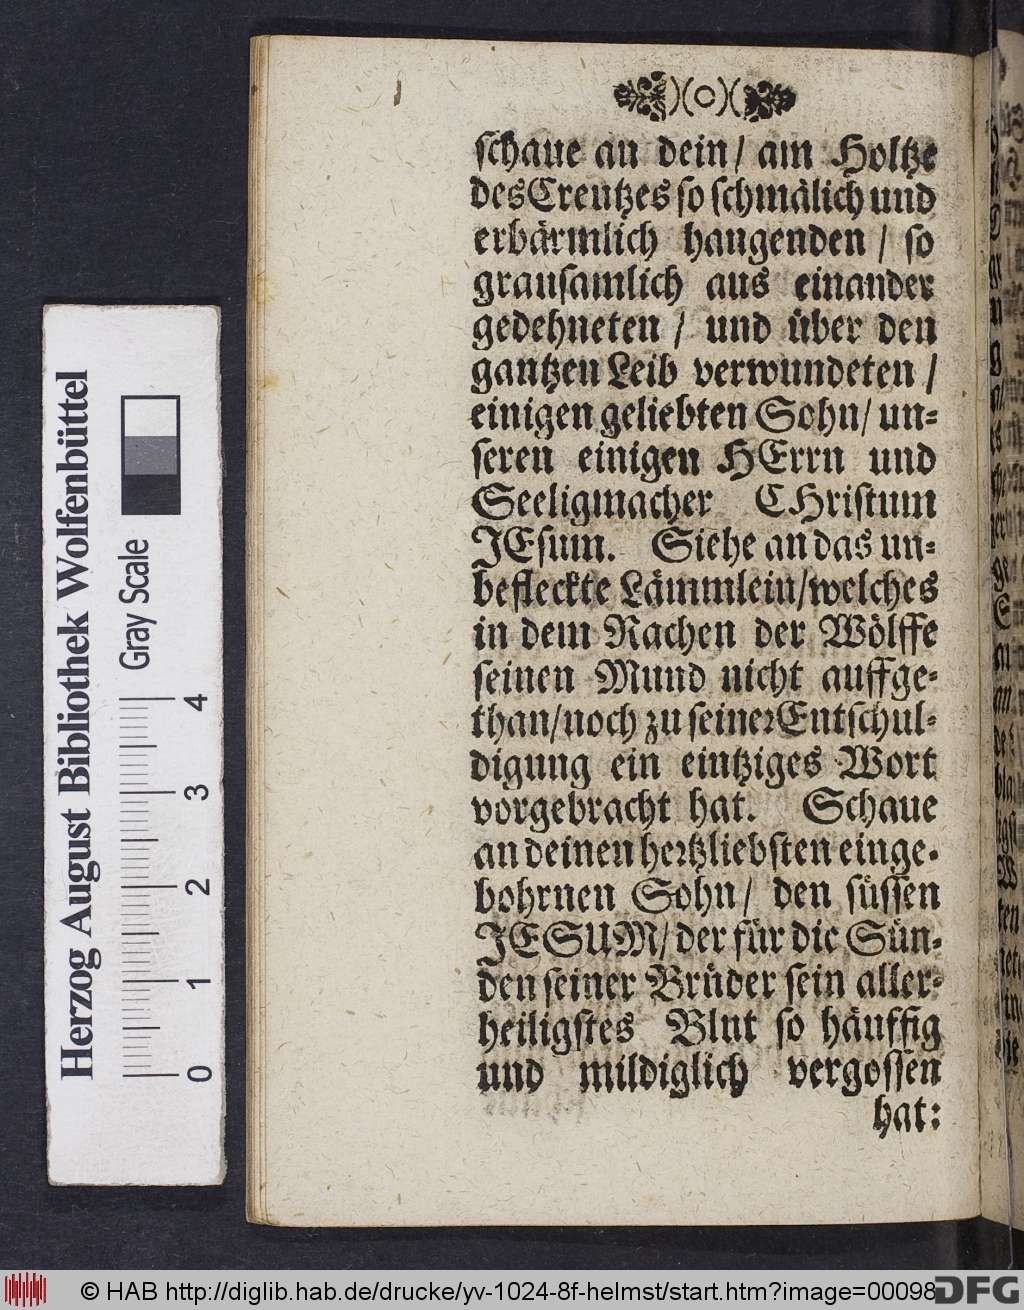 )(o)(
schaue an dein/ am Holtze
des Creutzes so schmälich und
erbärmlich hangenden / so
grausamlich aus einander
gedehneten / und über den
gantzen Leib verwundeten /
einigen geliebten Sohn/ un-
seren einigen HErrn und
Seeligmacher CHristum
JEsum. Siehe an das un-
befleckte Lämmlein/welches
in dem Rachen der Wölffe
seinen Mund nicht auffge-
than/noch zu seiner Entschul-
digung ein eintziges Wort
vorgebracht hat. Schaue
an deinen hertzliebsten einge-
bohrnen Sohn/ den süssen
JESUM/ der für die Sün-
den seiner Brüder sein aller-
heiligstes Blut so häuffig
und mildiglich vergossen
hat:
Herzog August Bibliothek Wolfenbüttel
Gray Scale
0 1 2 3 4
© HAB http://diglib.hab.de/drucke/yv-1024-8f-helmst/start.htm?image=00098
DFG